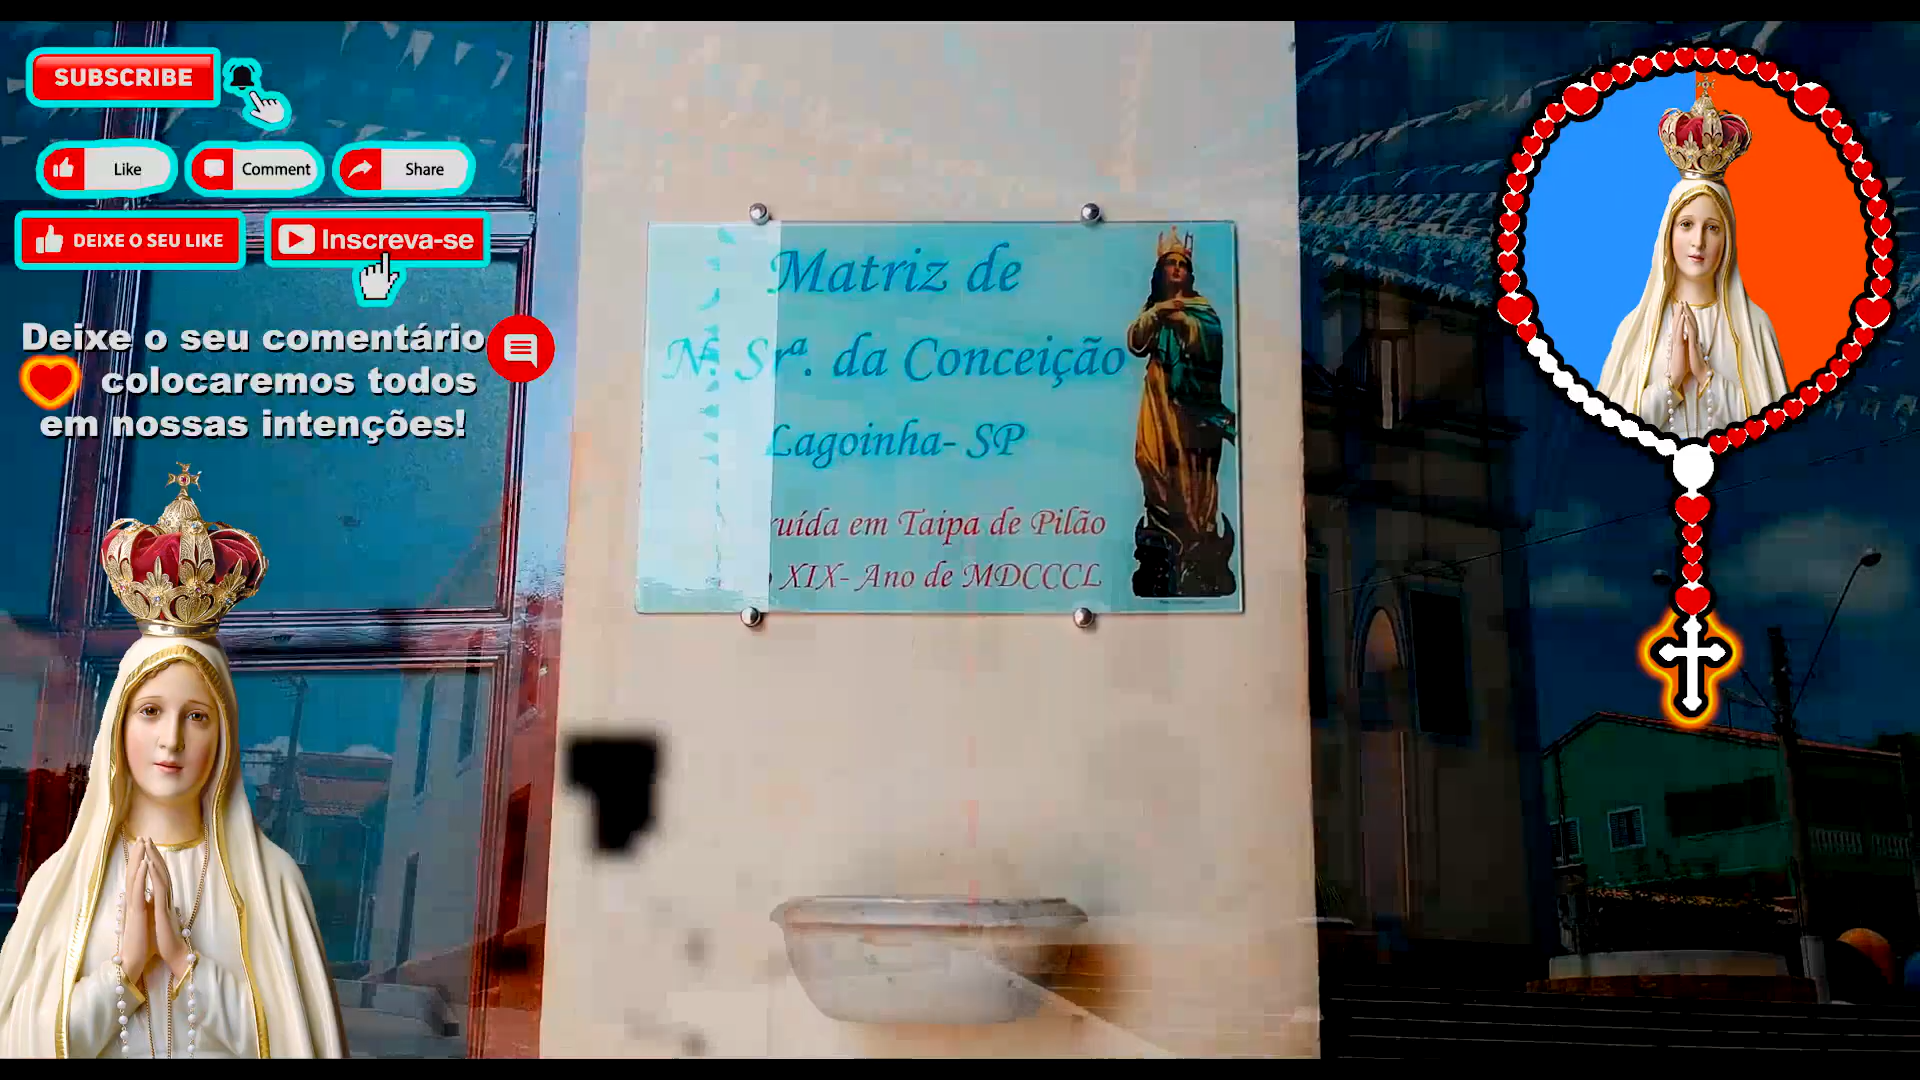 SUBSCRIBE
Like
Comment
Share
DEIXE O SEU LIKE
Inscreva-se
Deixe o seu comentário
colocaremos todos
em nossas intenções!
Matriz de
N. Srª. da Conceição
Lagoinha- SP
ruída em Taipa de Pilão
XIX- Ano de MDCCCL